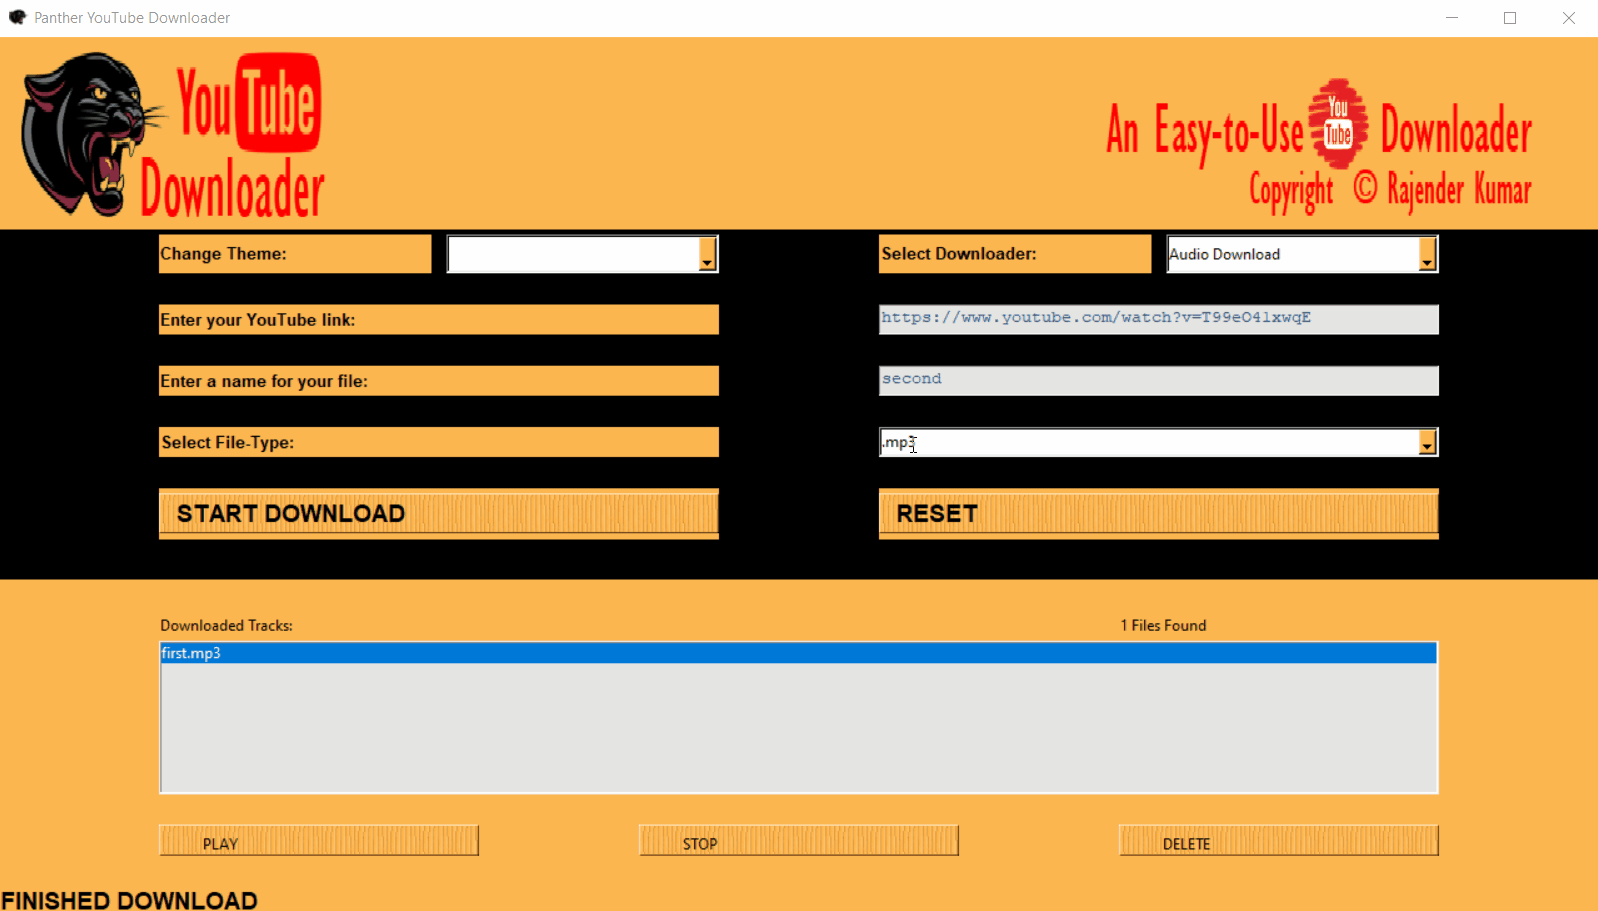 Panther YouTube Downloader
YouTube
Downloader
An Easy-to-Use YouTube Downloader
Copyright © Rajender Kumar
Change Theme:
Select Downloader: Audio Download
Enter your YouTube link: https://www.youtube.com/watch?v=T99eO4lxwqE
Enter a name for your file: second
Select File-Type: .mp3
START DOWNLOAD RESET
Downloaded Tracks: 1 Files Found
first.mp3
PLAY STOP DELETE
FINISHED DOWNLOAD